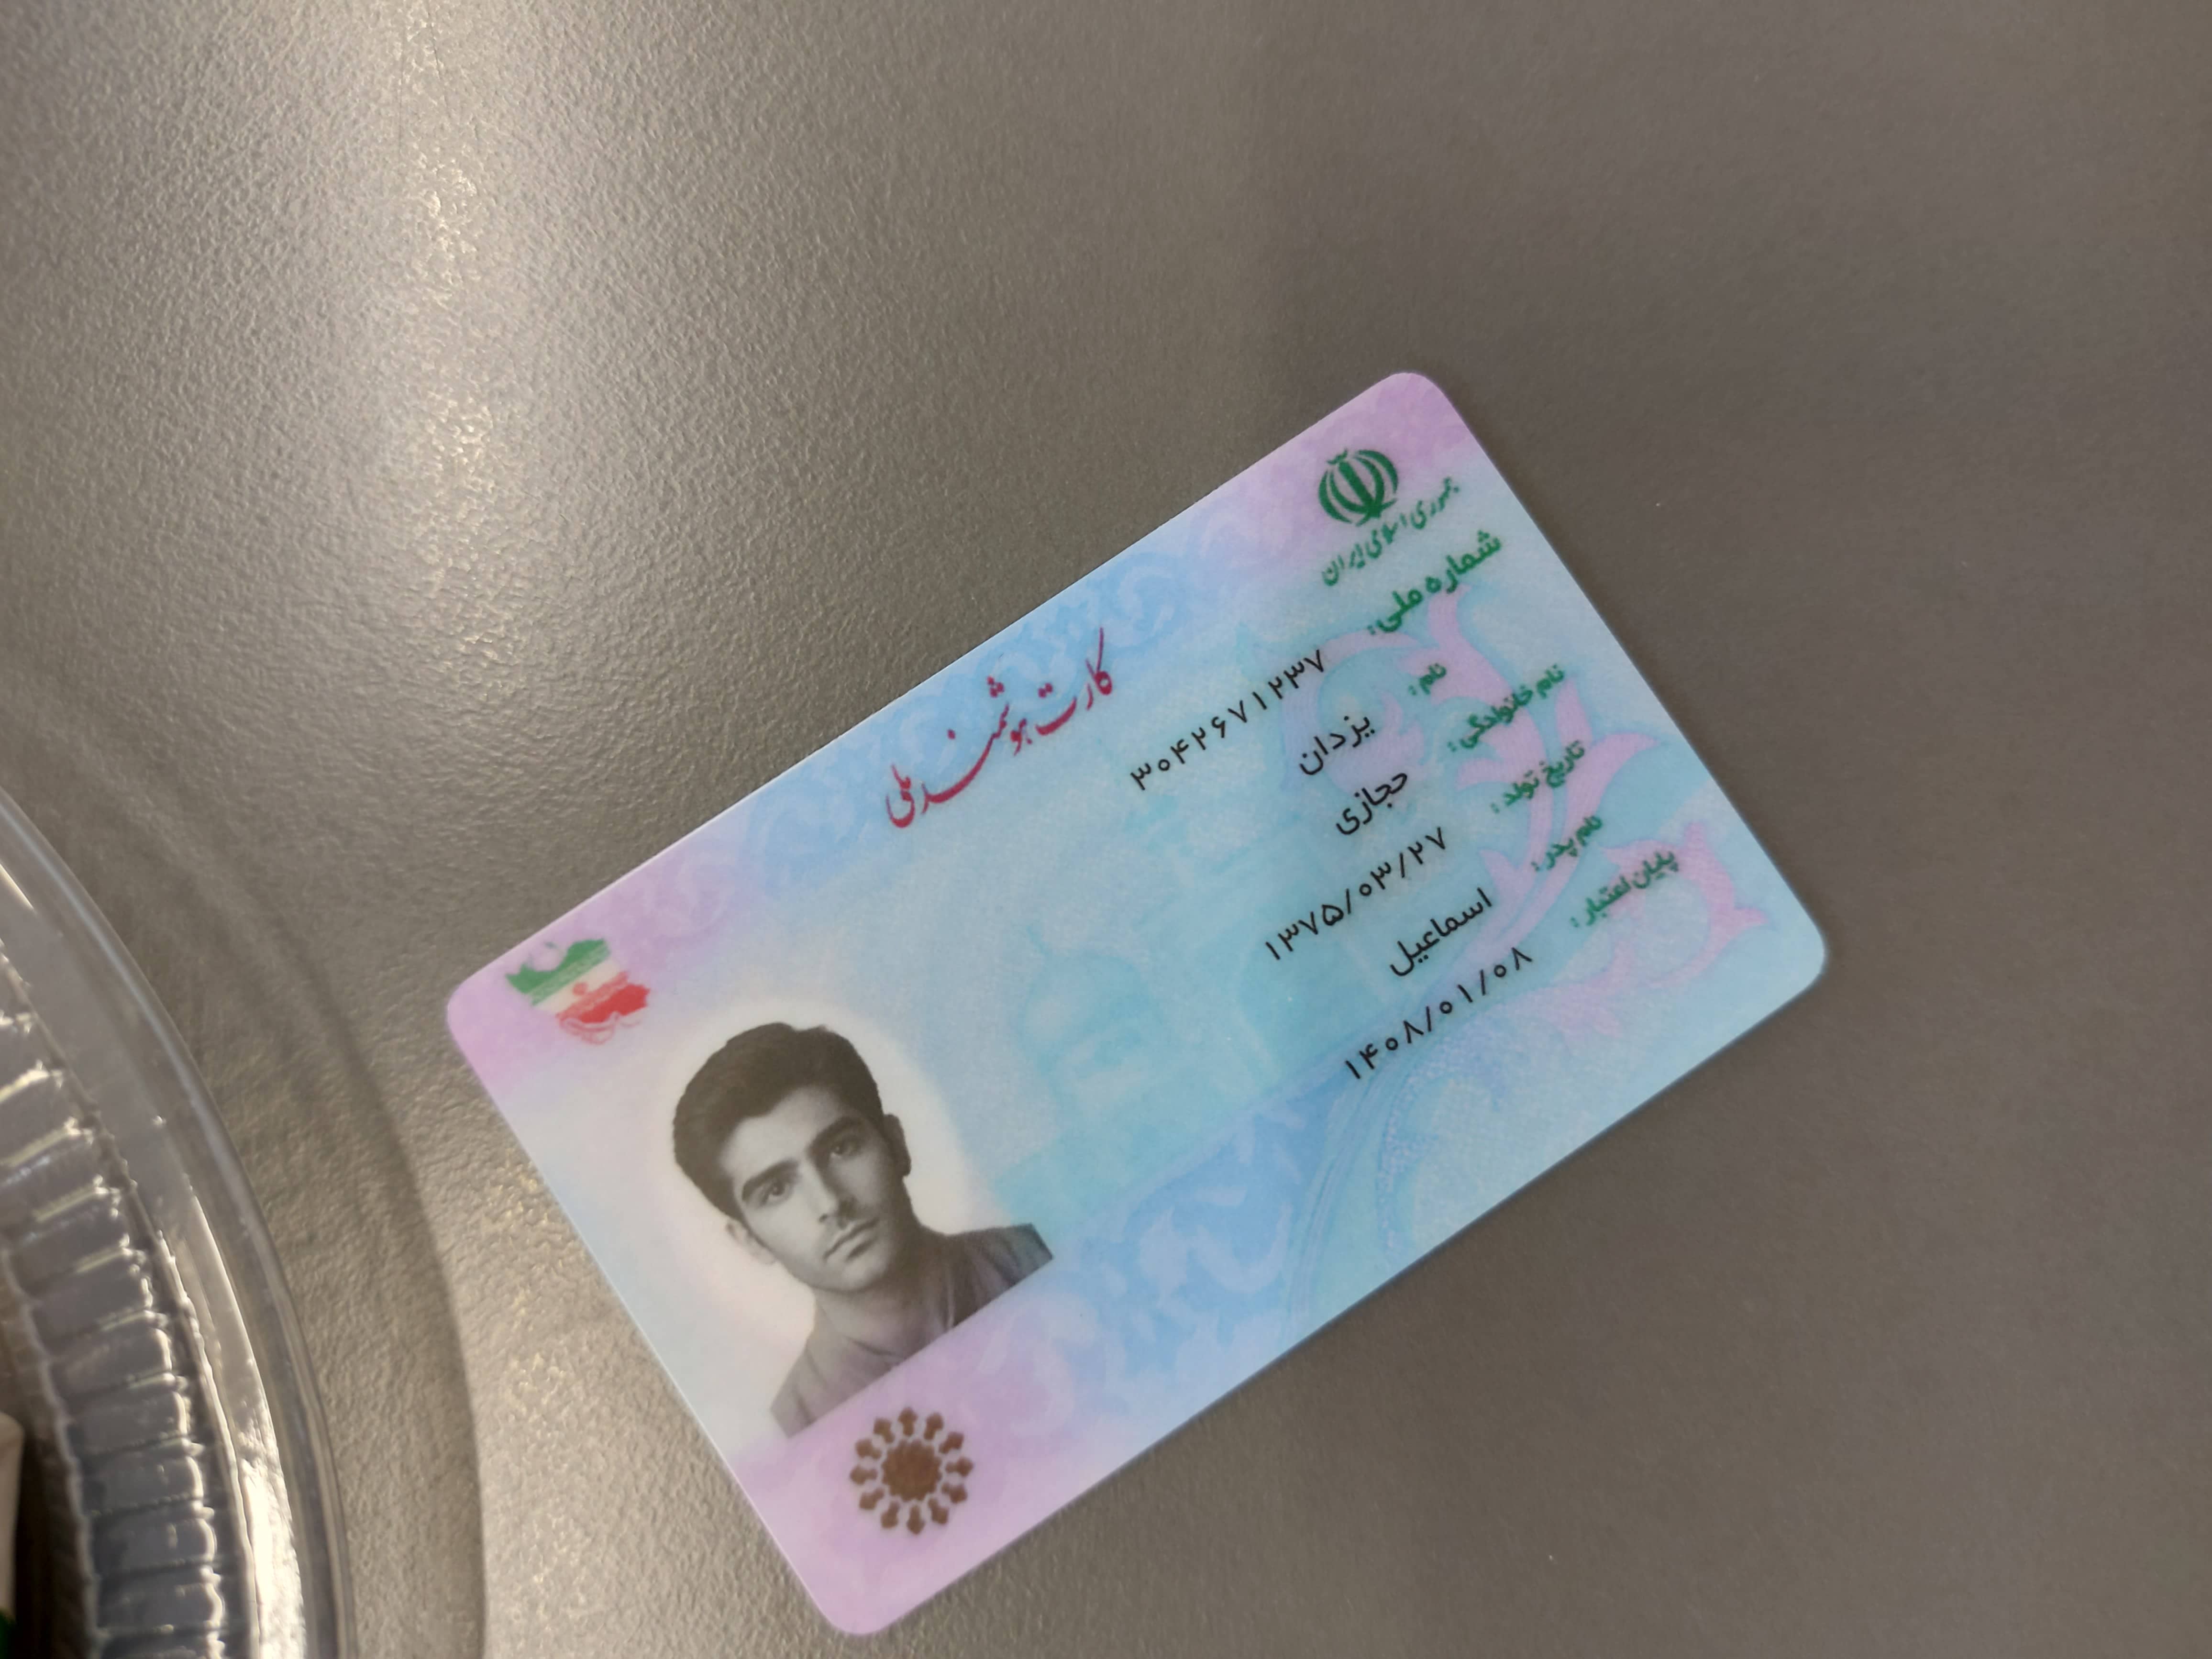 جمهوری اسلامی ایران
کارت هوشمند ملی
شماره ملی: ۳۰۴۲۶۷۱۲۳۷
نام: یزدان
نام خانوادگی: حجازی
تاریخ تولد: ۱۳۷۵/۰۳/۲۷
نام پدر: اسماعیل
پایان اعتبار: ۱۴۰۸/۰۱/۰۸